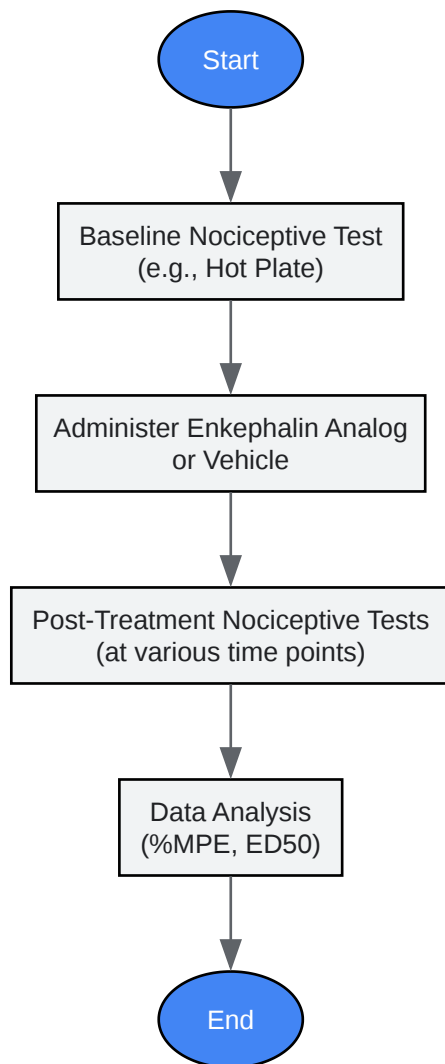 Start
Baseline Nociceptive Test
(e.g., Hot Plate)
Administer Enkephalin Analog
or Vehicle
Post-Treatment Nociceptive Tests
(at various time points)
Data Analysis
(%MPE, ED50)
End